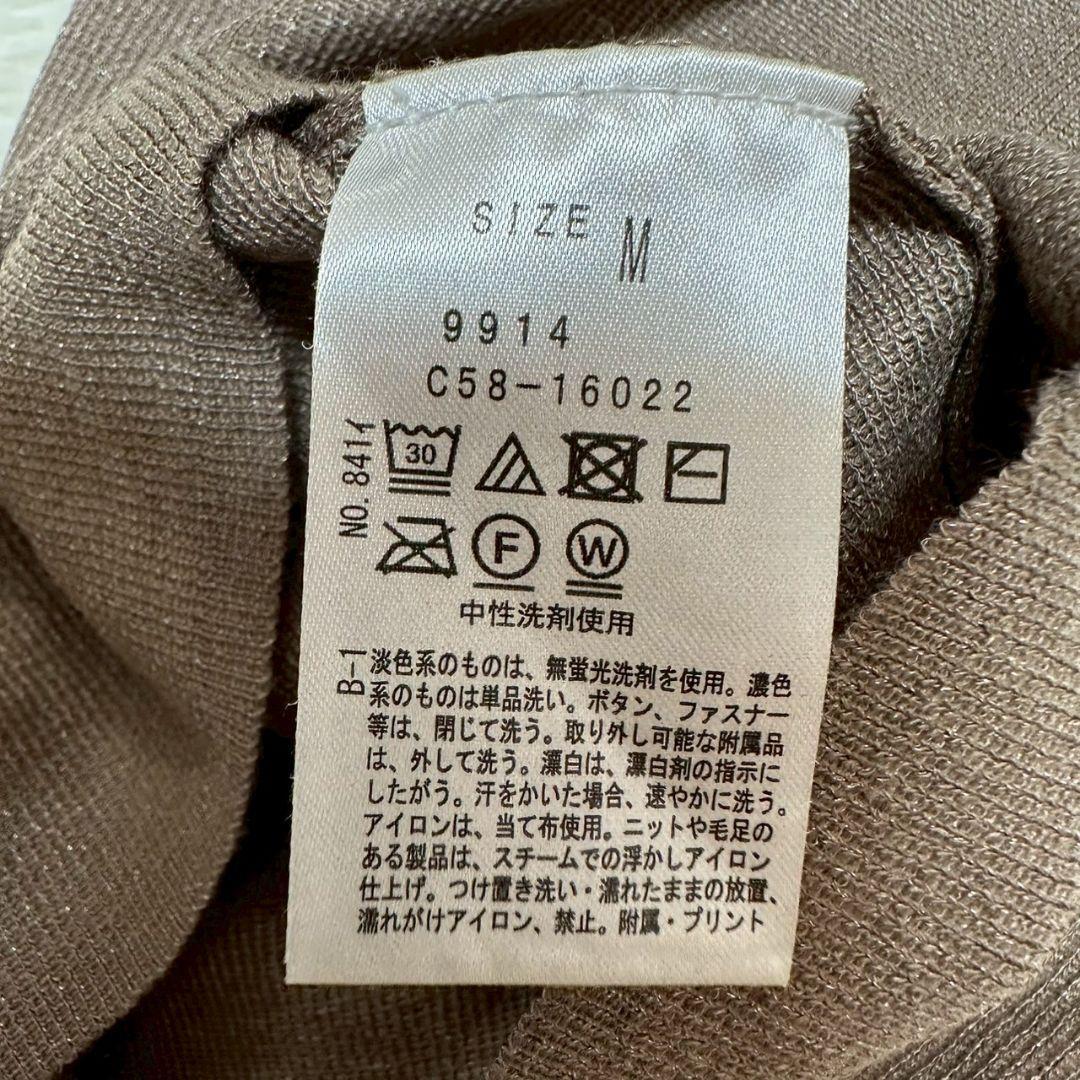 SIZE M
9914
C58-16022
NO.841イ
30
F W
中性洗剤使用
B-1
淡色系のものは、無蛍光洗剤を使用。濃色
系のものは単品洗い。ボタン、ファスナー
等は、閉じて洗う。取り外し可能な附属品
は、外して洗う。漂白は、漂白剤の指示に
したがう。汗をかいた場合、速やかに洗う。
アイロンは、当て布使用。ニットや毛足の
ある製品は、スチームでの浮かしアイロン
仕上げ。つけ置き洗い・濡れたままの放置、
濡れがけアイロン、禁止。附属・プリント